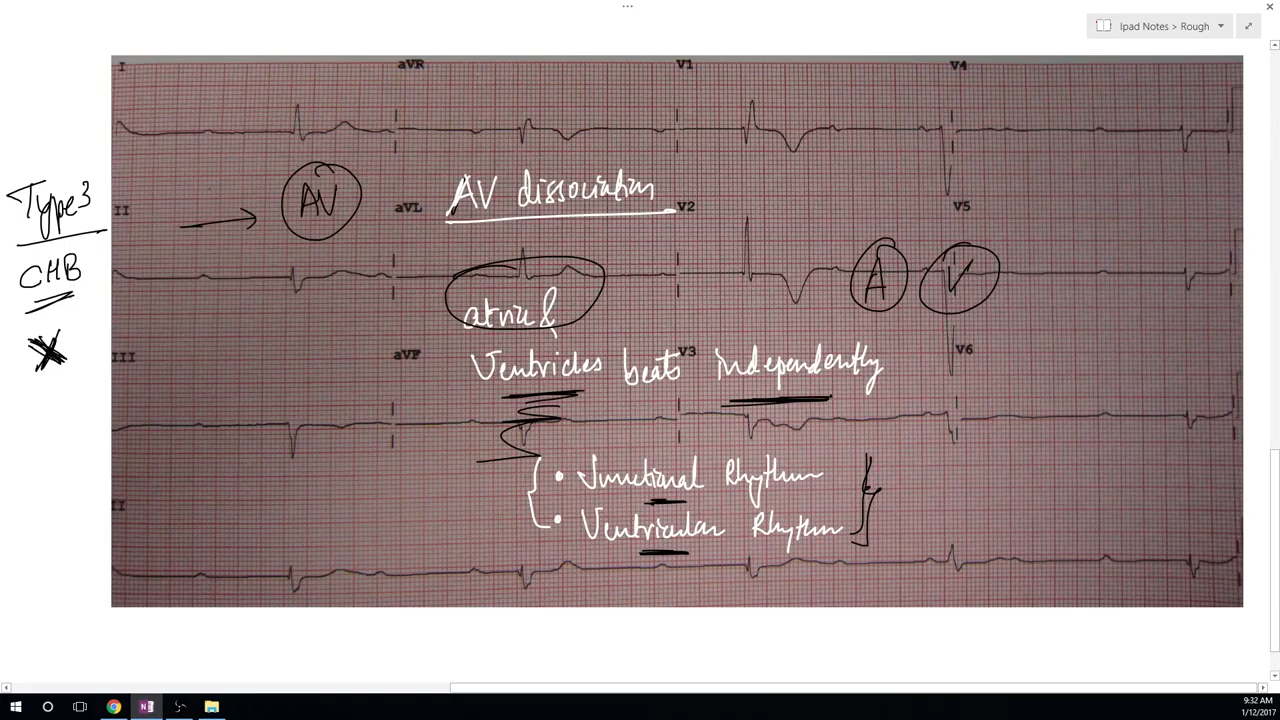 Ipad Notes > Rough
I aVR V1 V4
Type 3
CHB
AV
AV dissociation
II aVL V2 V5
A V
atria &
Ventricles beats independently
III aVF V3 V6
• Junctional Rhythm
• Ventricular Rhythm
II
9:32 AM
1/12/2017